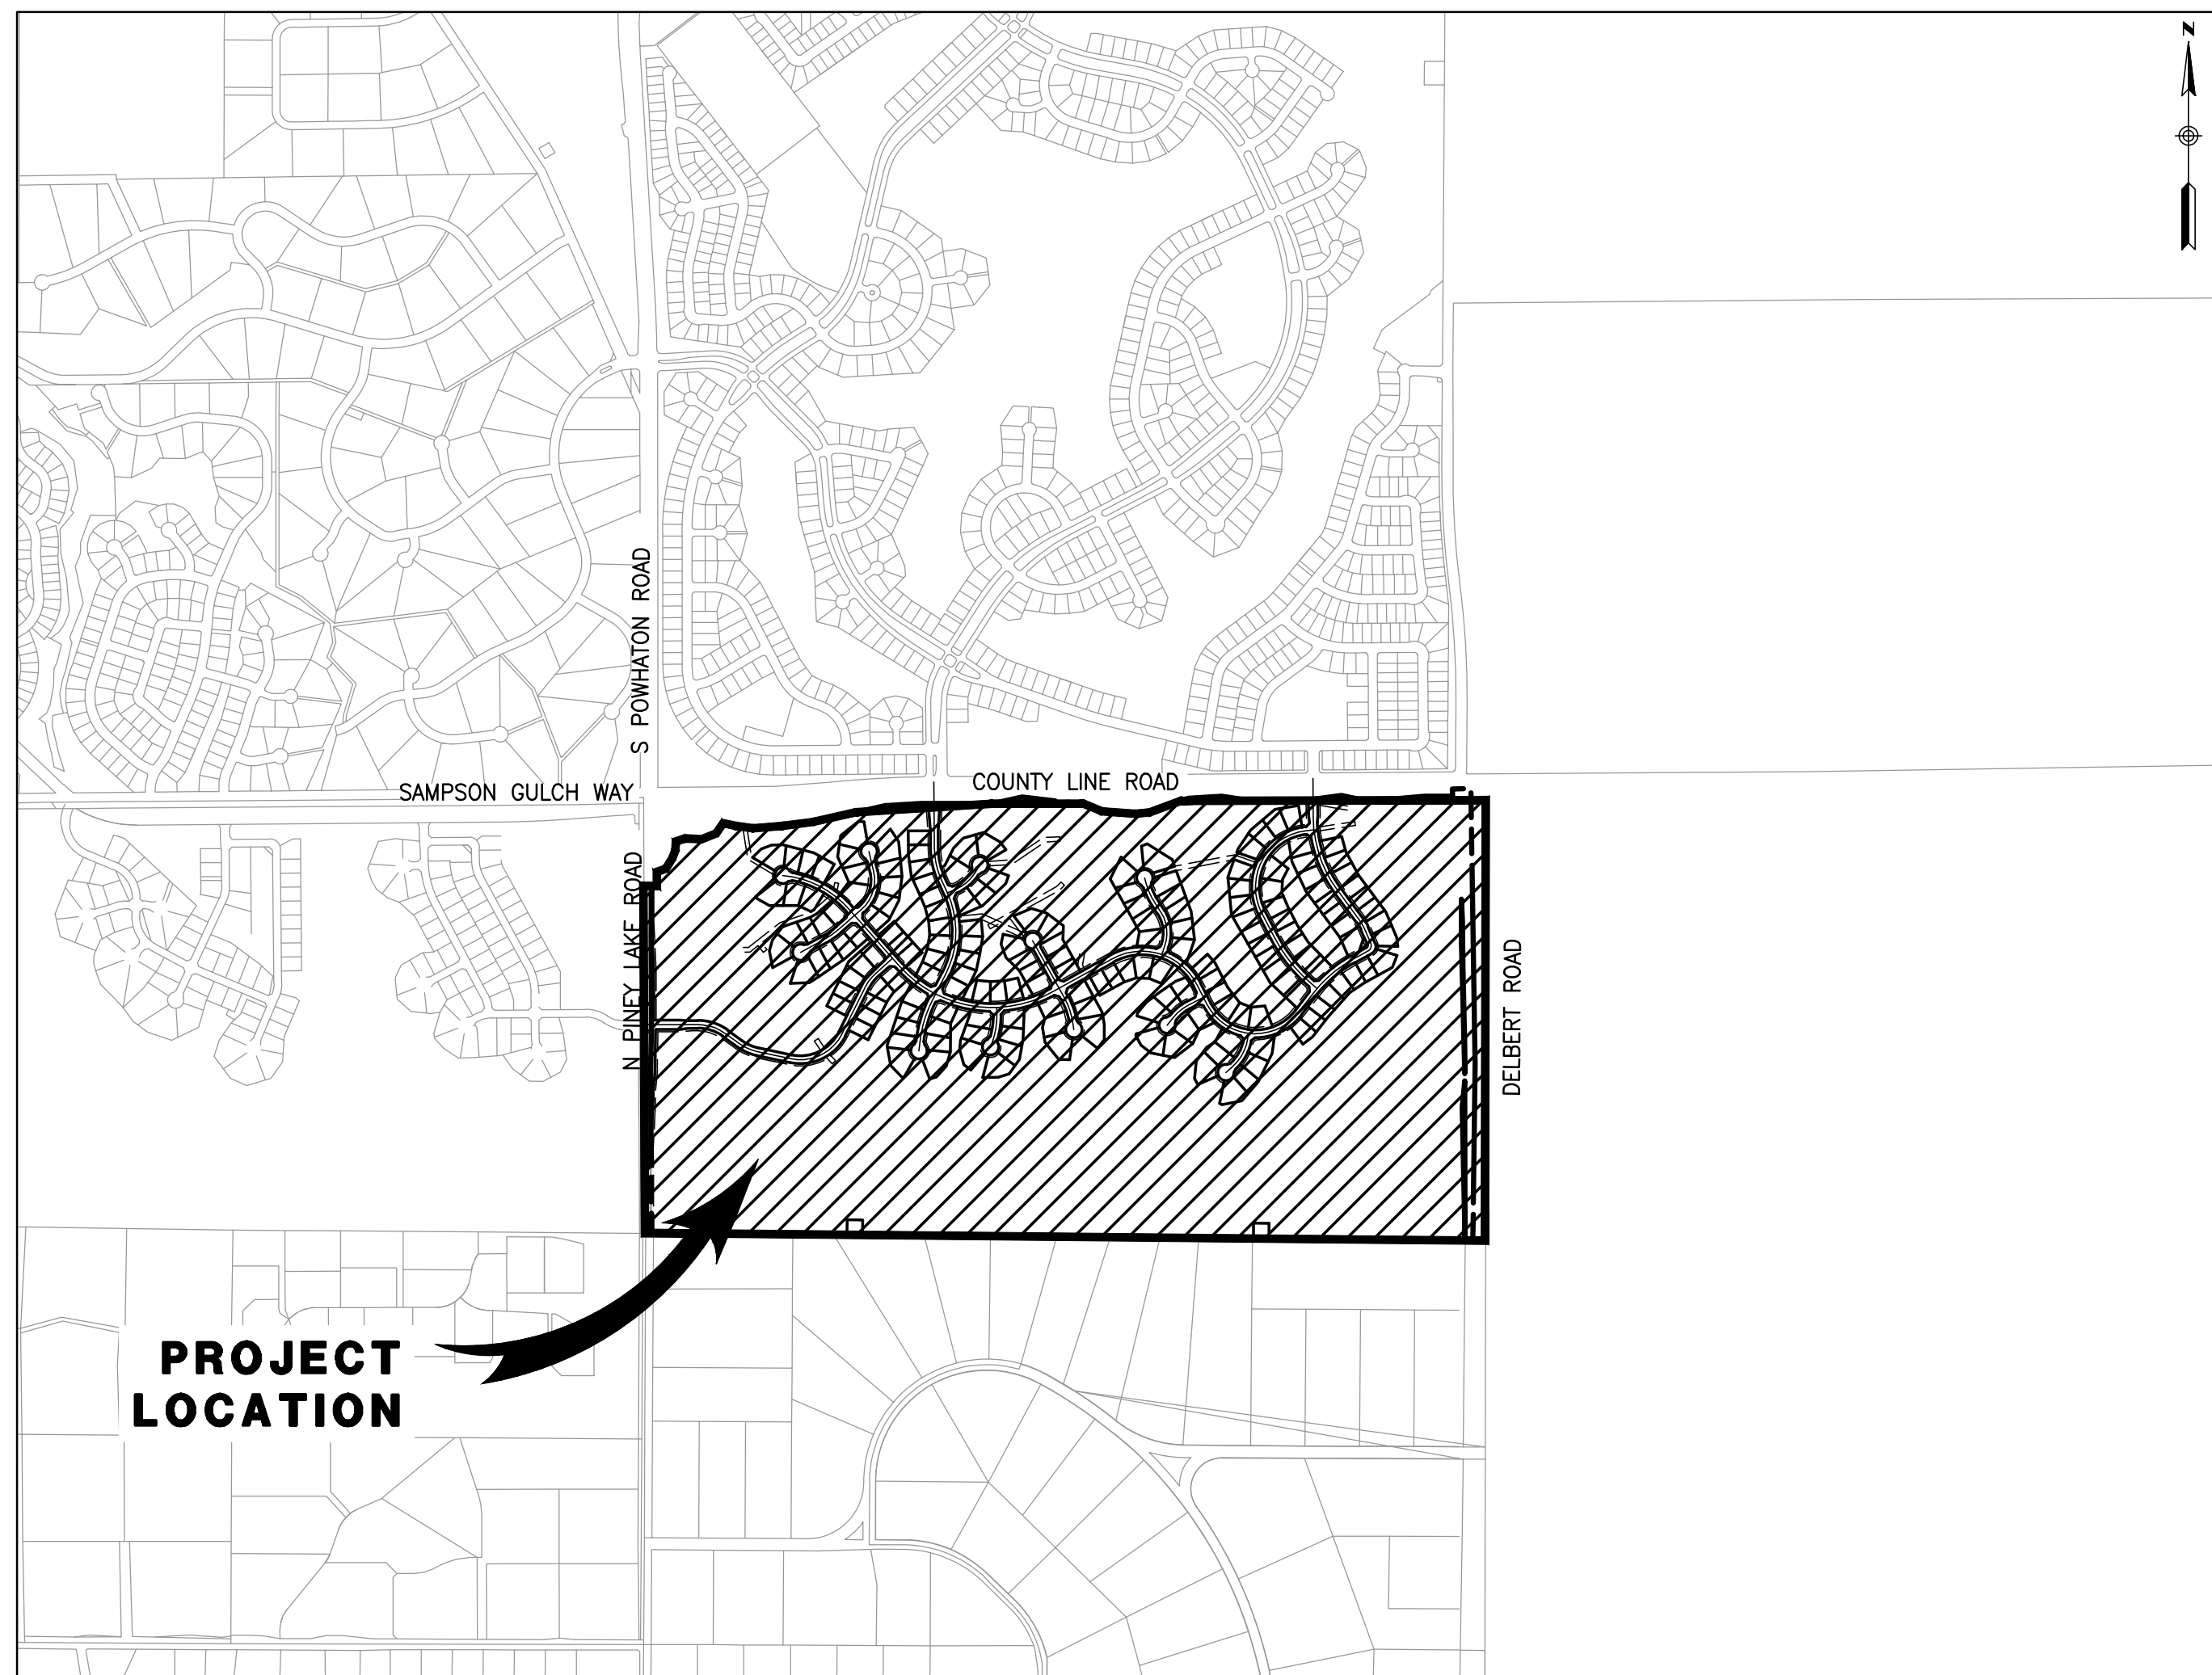 N
S POWHATON ROAD
SAMPSON GULCH WAY
COUNTY LINE ROAD
N PINEY LAKE ROAD
DELBERT ROAD
PROJECT
LOCATION